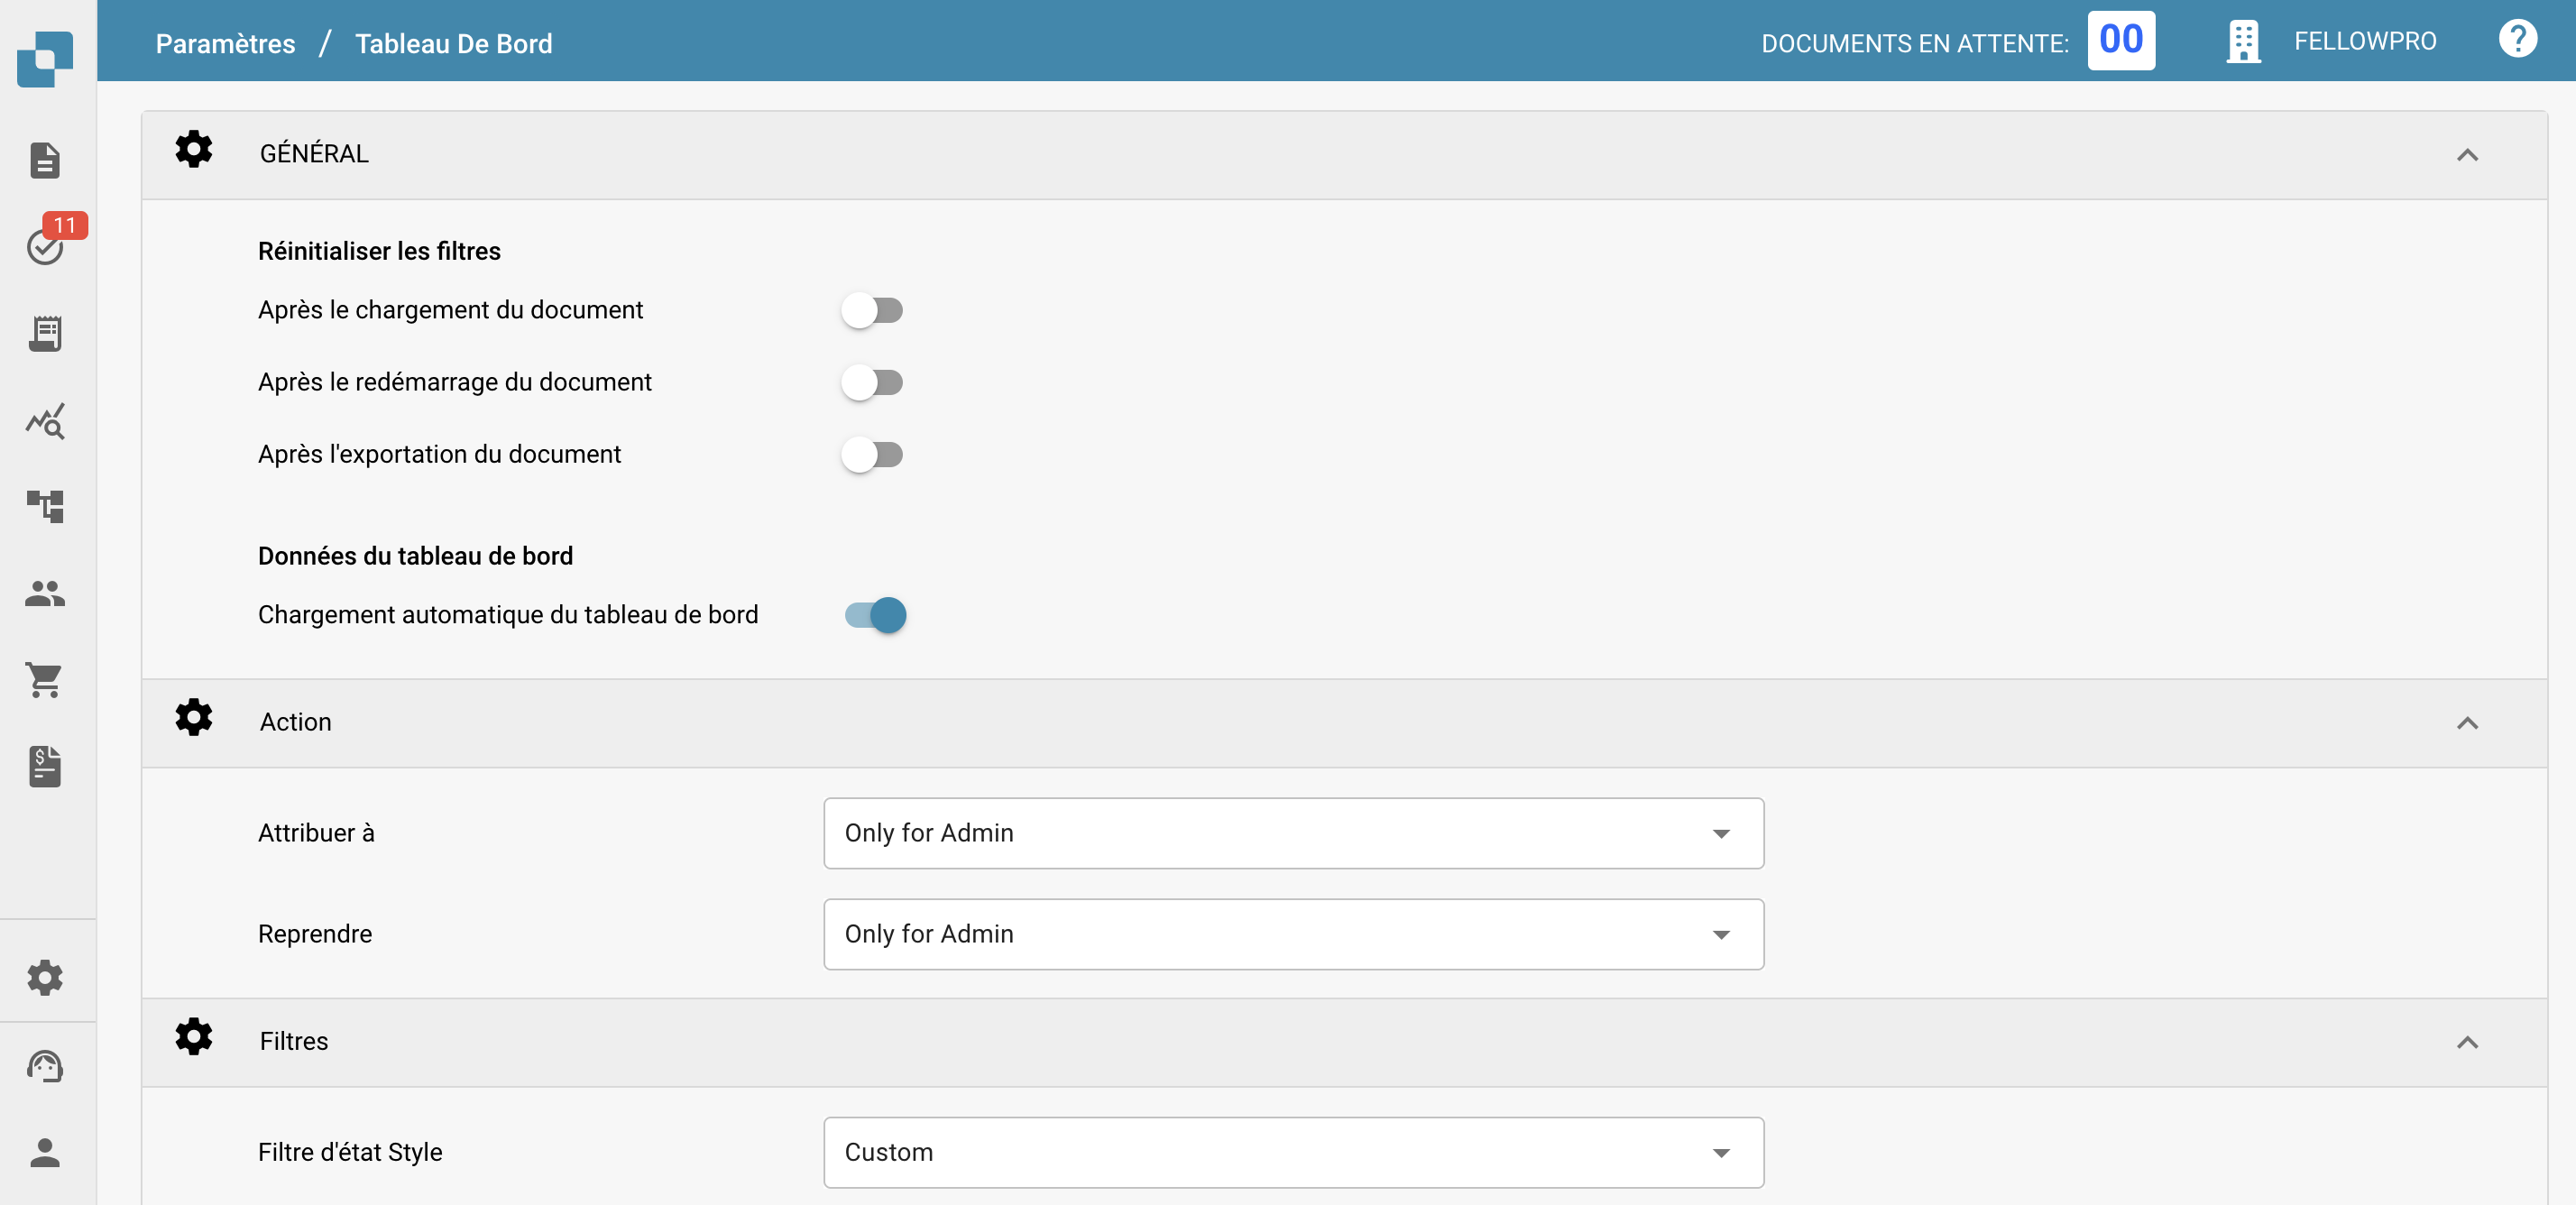 Paramètres / Tableau De Bord
DOCUMENTS EN ATTENTE: 00 FELLOWPRO ?
GÉNÉRAL
11
Réinitialiser les filtres
Après le chargement du document
Après le redémarrage du document
Après l'exportation du document
Données du tableau de bord
Chargement automatique du tableau de bord
Action
$
Attribuer à Only for Admin
Reprendre Only for Admin
Filtres
Filtre d'état Style Custom